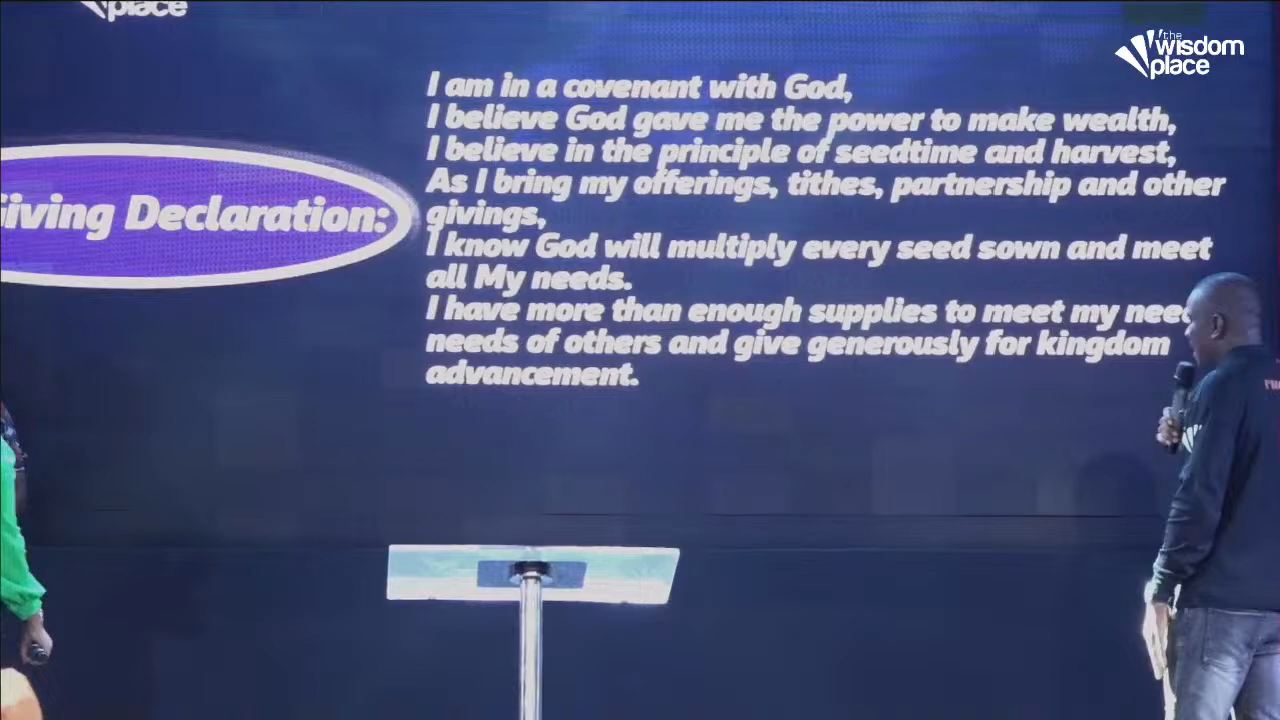 place
the
wisdom
place
Giving Declaration:
I am in a covenant with God,
I believe God gave me the power to make wealth,
I believe in the principle of seedtime and harvest,
As I bring my offerings, tithes, partnership and other
givings,
I know God will multiply every seed sown and meet
all My needs.
I have more than enough supplies to meet my
needs of others and give generously for kingdom
advancement.